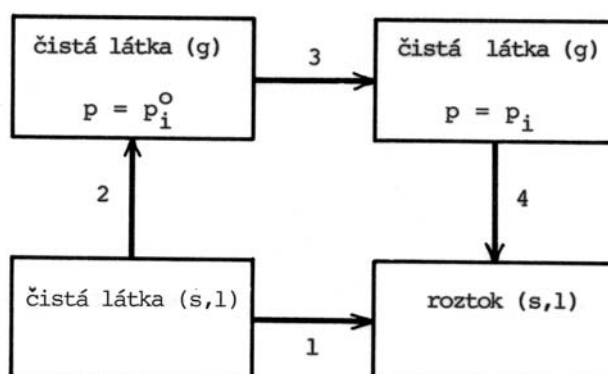 čistá látka (g)
p = p_i^o
3
čistá látka (g)
p = p_i
2
4
čistá látka (s,l)
1
roztok (s,l)